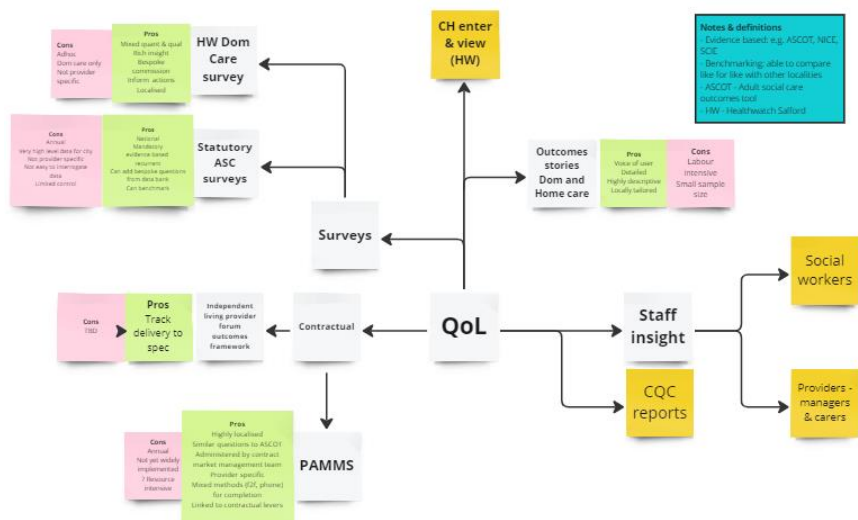 Cons
Adhos
Dom care only
Not provider
specific
Pros
Mixed quant & qual
Rich insight
Bespoke
commission
Inform actions
Localised
HW Dom
Care
survey
CH enter
& view
(HW)
Notes & definitions
- Evidence based: e.g. ASCOT, NICE,
SCIE
- Benchmarking: able to compare
like for like with other localities
- ASCOT - Adult social care
outcomes tool
- HW - Healthwatch Salford
Cons
Annual
Very high level data for city
Not provider specific
Not easy to interrogate
data
Limited control
Pros
National
Mandatory
evidence based
recurrent
Can add bespoke questions
from data bank
Can benchmark
Statutory
ASC
surveys
Outcomes
stories
Dom and
Home care
Pros
Voice of user
Detailed
Highly descriptive
Locally tailored
Cons
Labour
intensive
Small sample
size
Surveys
Social
workers
Cons
TBD
Pros
Track
delivery to
spec
Independent
living provider
forum
outcomes
framework
Contractual
QoL
Staff
insight
CQC
reports
Providers -
managers
& carers
Cons
Annual
Not yet widely
implemented
? Resource
intensive
Pros
Highly localised
Similar questions to ASCOT
Administered by contract
market management team
Provider specific
Mixed methods (f2f, phone)
for completion
Linked to contractual levers
PAMMS